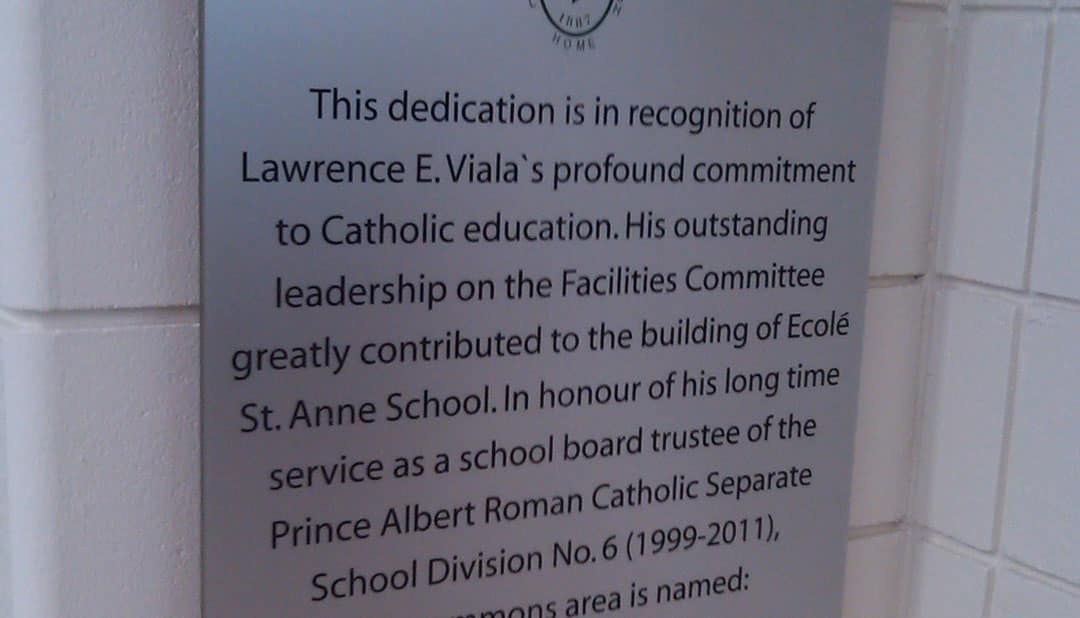 1887
HOME
This dedication is in recognition of
Lawrence E. Viala`s profound commitment
to Catholic education. His outstanding
leadership on the Facilities Committee
greatly contributed to the building of Ecolé
St. Anne School. In honour of his long time
service as a school board trustee of the
Prince Albert Roman Catholic Separate
School Division No. 6 (1999-2011),
area is named: